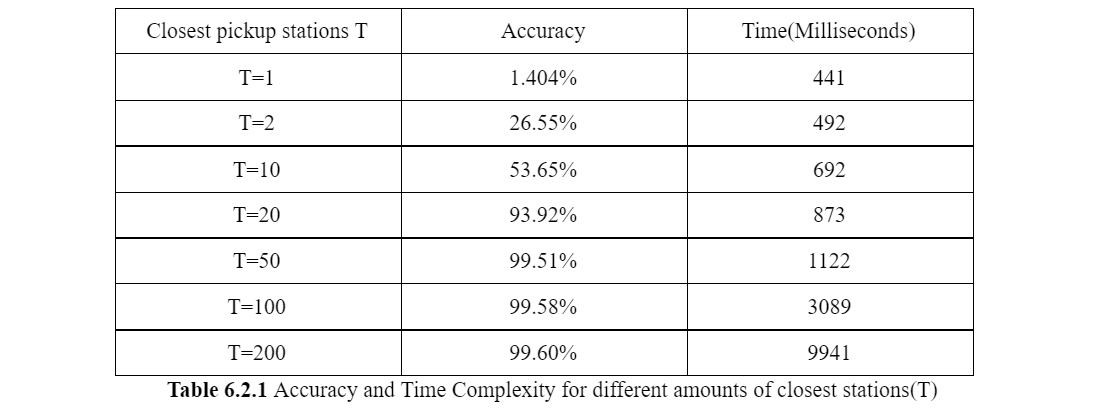 Closest pickup stations T Accuracy Time(Milliseconds)
T=1 1.404% 441
T=2 26.55% 492
T=10 53.65% 692
T=20 93.92% 873
T=50 99.51% 1122
T=100 99.58% 3089
T=200 99.60% 9941
Table 6.2.1 Accuracy and Time Complexity for different amounts of closest stations(T)